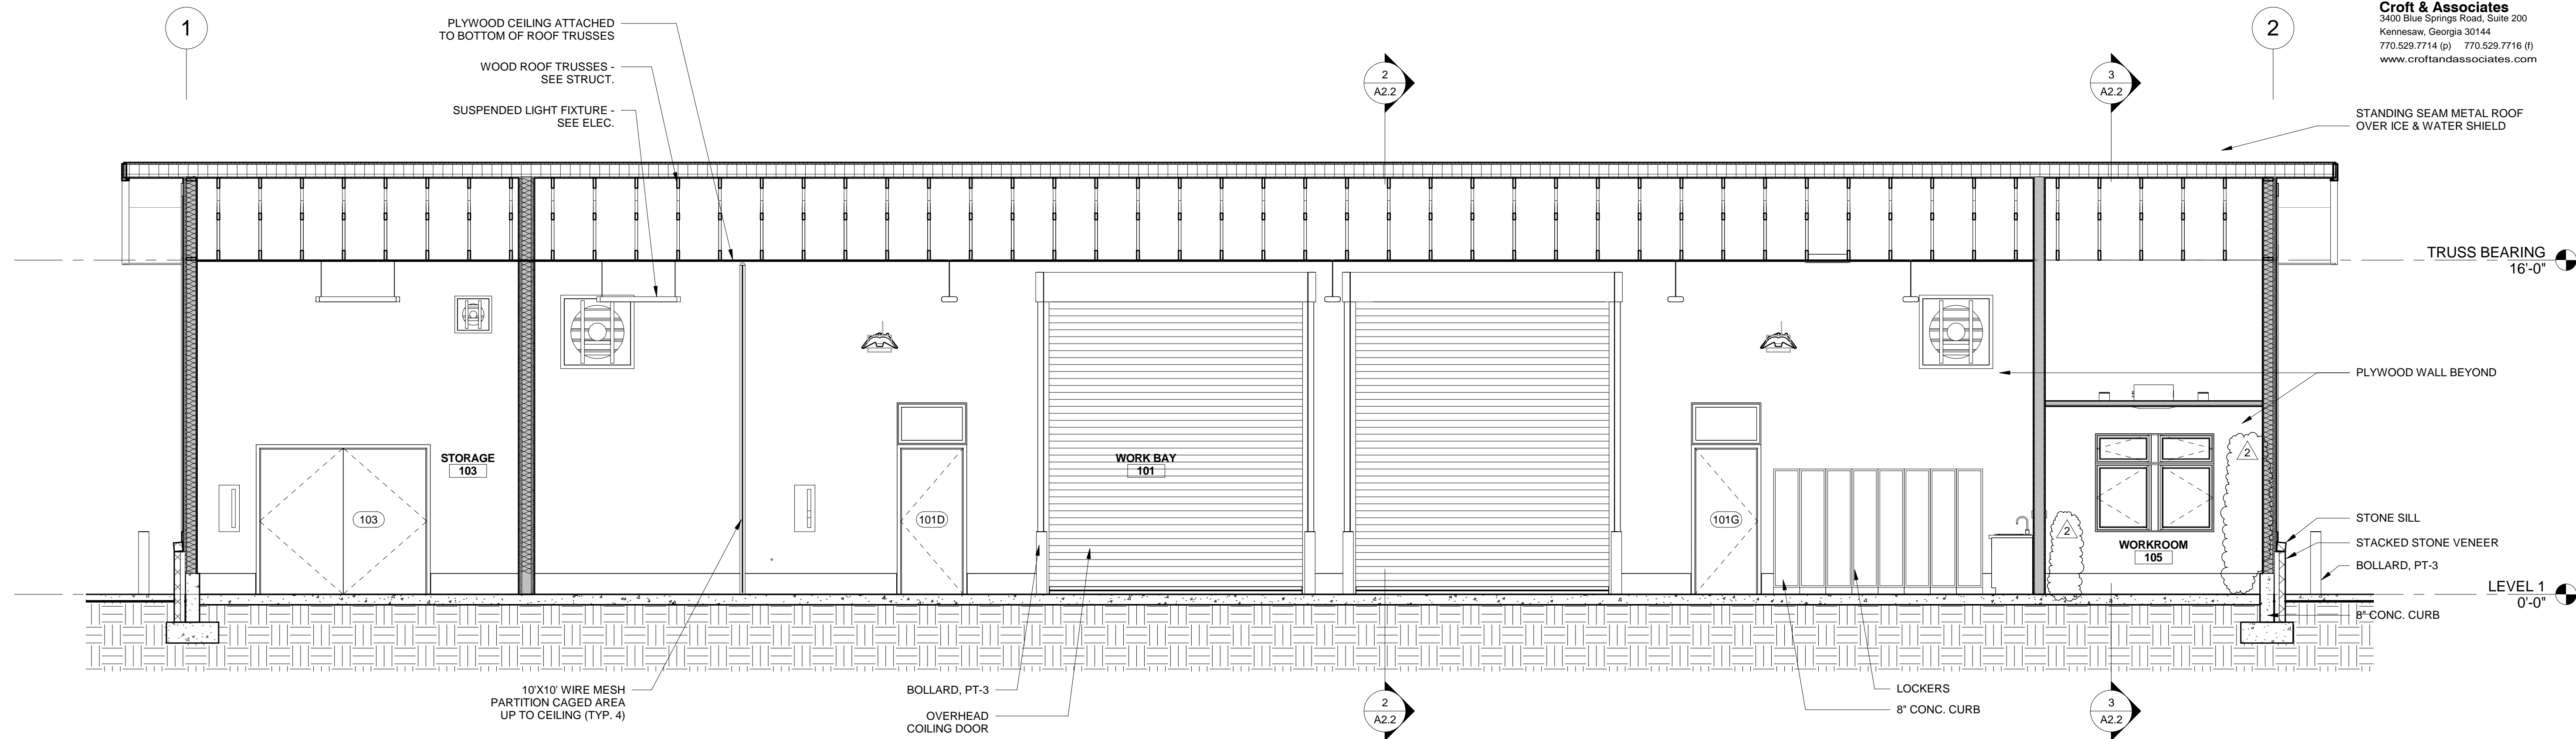 1
PLYWOOD CEILING ATTACHED
TO BOTTOM OF ROOF TRUSSES
WOOD ROOF TRUSSES -
SEE STRUCT.
SUSPENDED LIGHT FIXTURE -
SEE ELEC.
2
A2.2
3
A2.2
2
Croft & Associates
3400 Blue Springs Road, Suite 200
Kennesaw, Georgia 30144
770.529.7714 (p) 770.529.7716 (f)
www.croftandassociates.com
STANDING SEAM METAL ROOF
OVER ICE & WATER SHIELD
TRUSS BEARING
16'-0"
PLYWOOD WALL BEYOND
STORAGE
103
103
101D
WORK BAY
101
101G
2
2
WORKROOM
105
STONE SILL
STACKED STONE VENEER
BOLLARD, PT-3
LEVEL 1
0'-0"
8" CONC. CURB
10'X10' WIRE MESH
PARTITION CAGED AREA
UP TO CEILING (TYP. 4)
BOLLARD, PT-3
OVERHEAD
COILING DOOR
2
A2.2
LOCKERS
8" CONC. CURB
3
A2.2